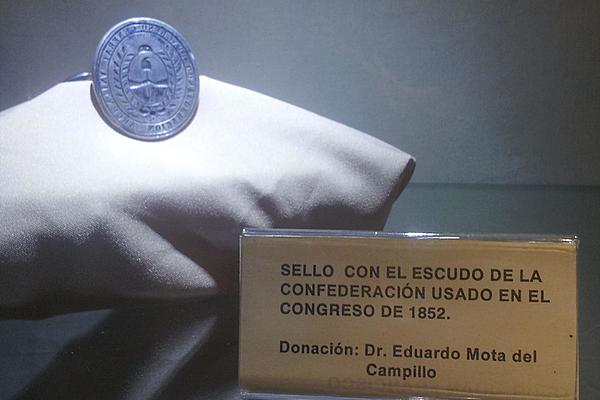 SELLO CON EL ESCUDO DE LA
CONFEDERACIÓN USADO EN EL
CONGRESO DE 1852.
Donación: Dr. Eduardo Mota del
Campillo